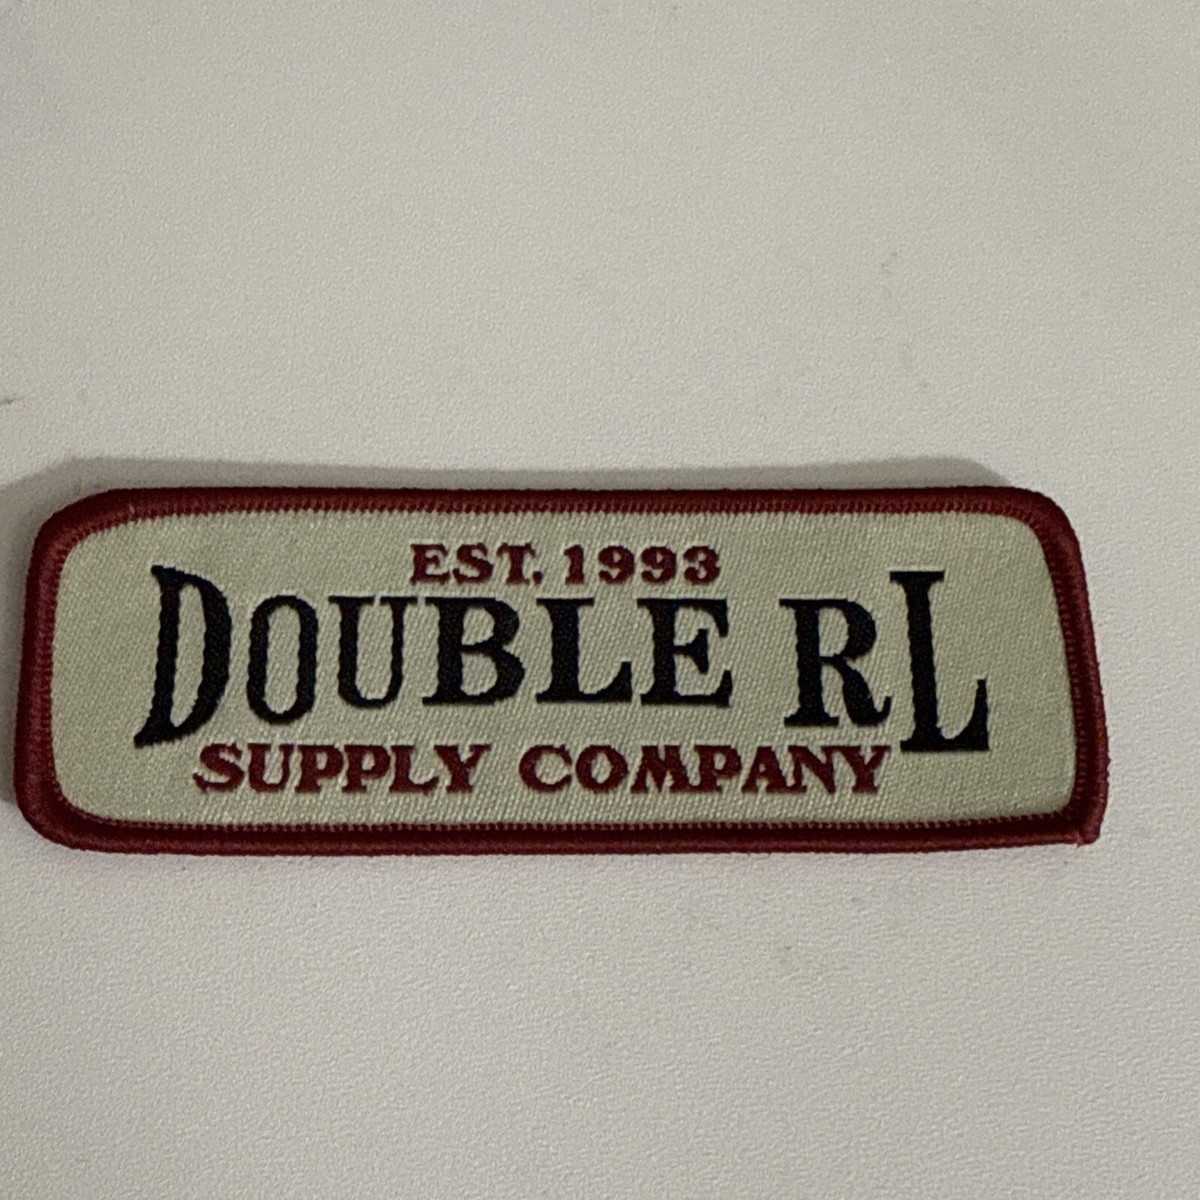 EST. 1993
DOUBLE RL
SUPPLY COMPANY